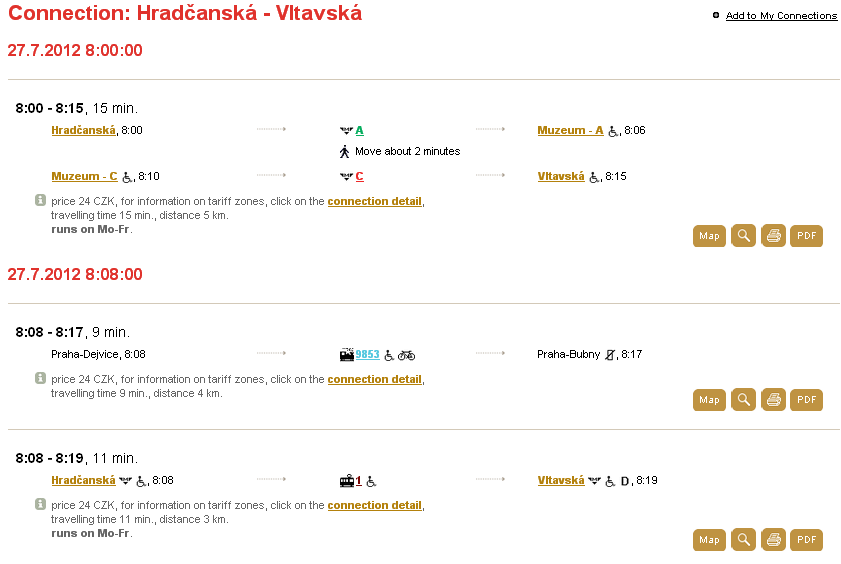 Connection: Hradčanská - Vltavská
Add to My Connections
27.7.2012 8:00:00
8:00 - 8:15, 15 min.
Hradčanská, 8:00 A Muzeum - A , 8:06
Move about 2 minutes
Muzeum - C , 8:10 C Vltavská , 8:15
price 24 CZK, for information on tariff zones, click on the connection detail,
travelling time 15 min., distance 5 km.
runs on Mo-Fr.
Map PDF
27.7.2012 8:08:00
8:08 - 8:17, 9 min.
Praha-Dejvice, 8:08 9853 Praha-Bubny , 8:17
price 24 CZK, for information on tariff zones, click on the connection detail,
travelling time 9 min., distance 4 km.
Map PDF
8:08 - 8:19, 11 min.
Hradčanská , 8:08 1 Vltavská D , 8:19
price 24 CZK, for information on tariff zones, click on the connection detail,
travelling time 11 min., distance 3 km.
runs on Mo-Fr.
Map PDF